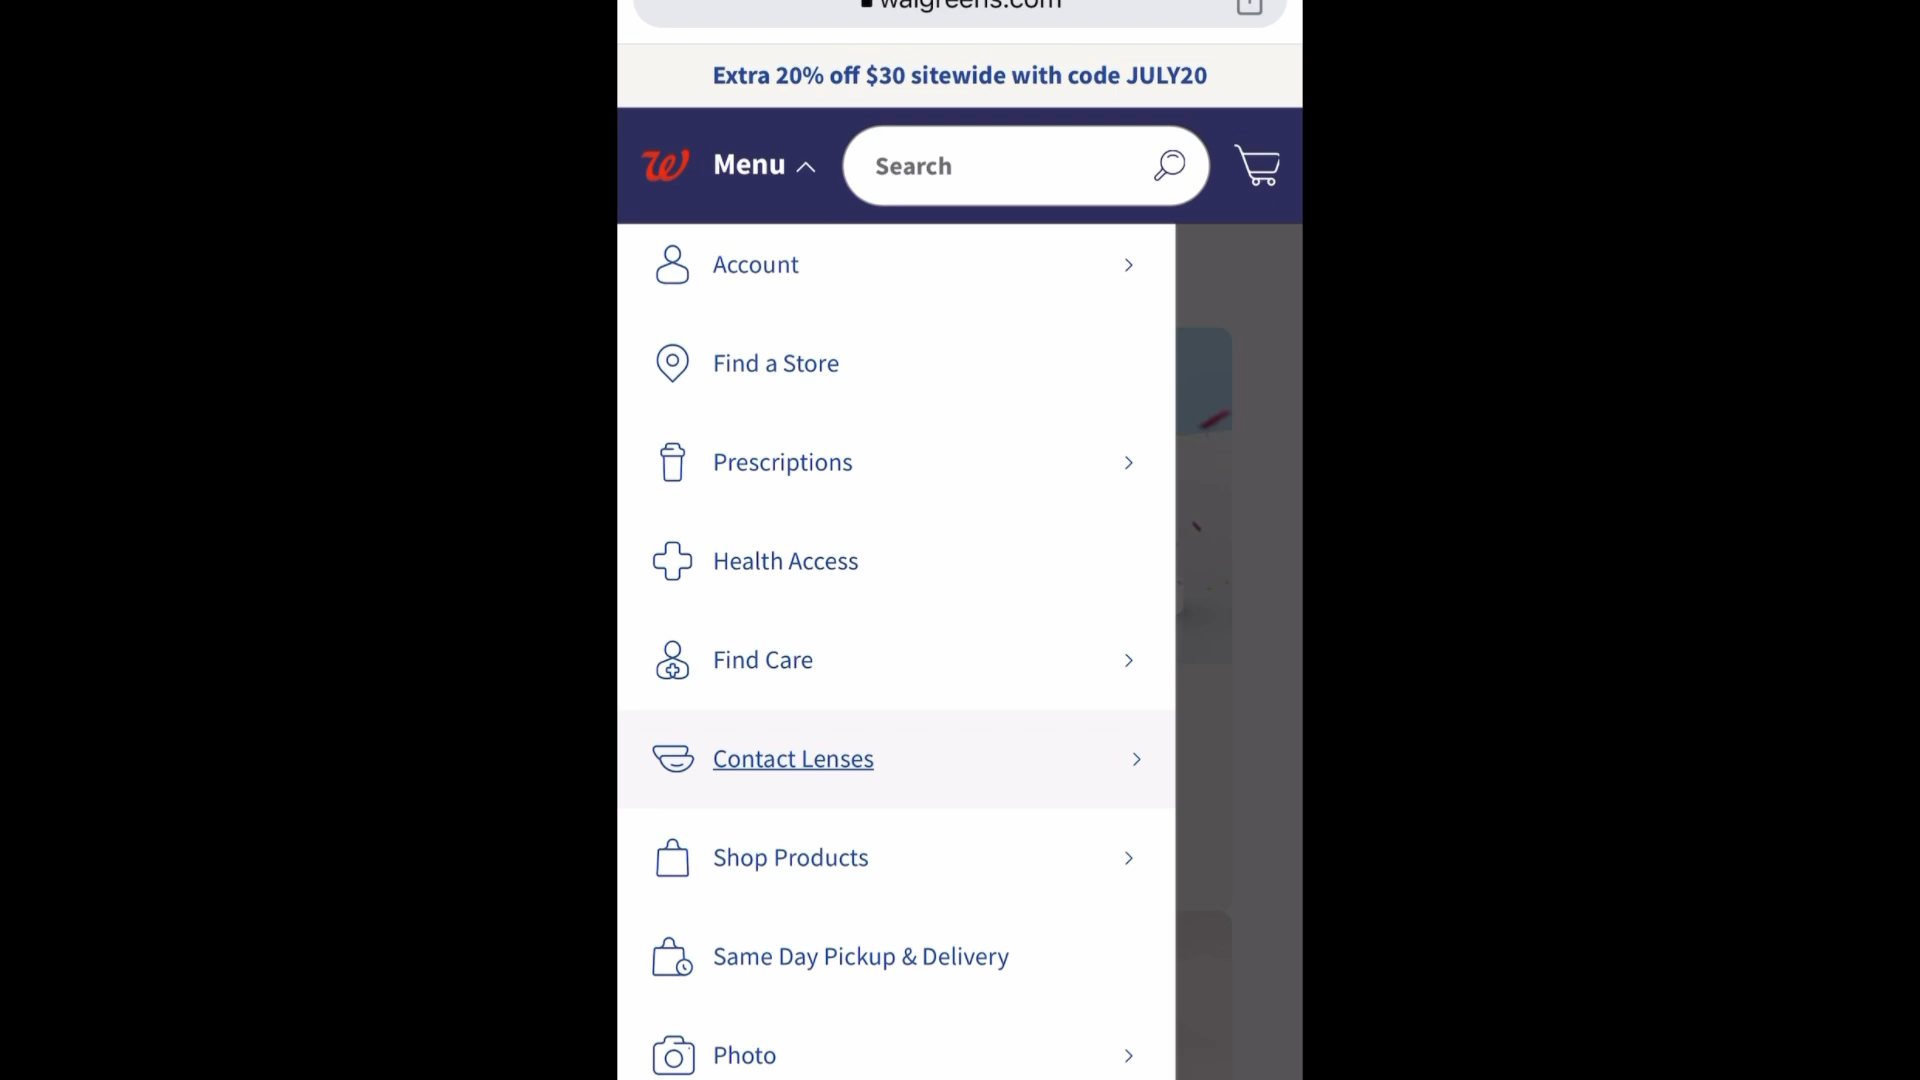 walgreens.com
Extra 20% off $30 sitewide with code JULY20
Menu
Search
Account
Find a Store
Prescriptions
Health Access
Find Care
Contact Lenses
Shop Products
Same Day Pickup & Delivery
Photo